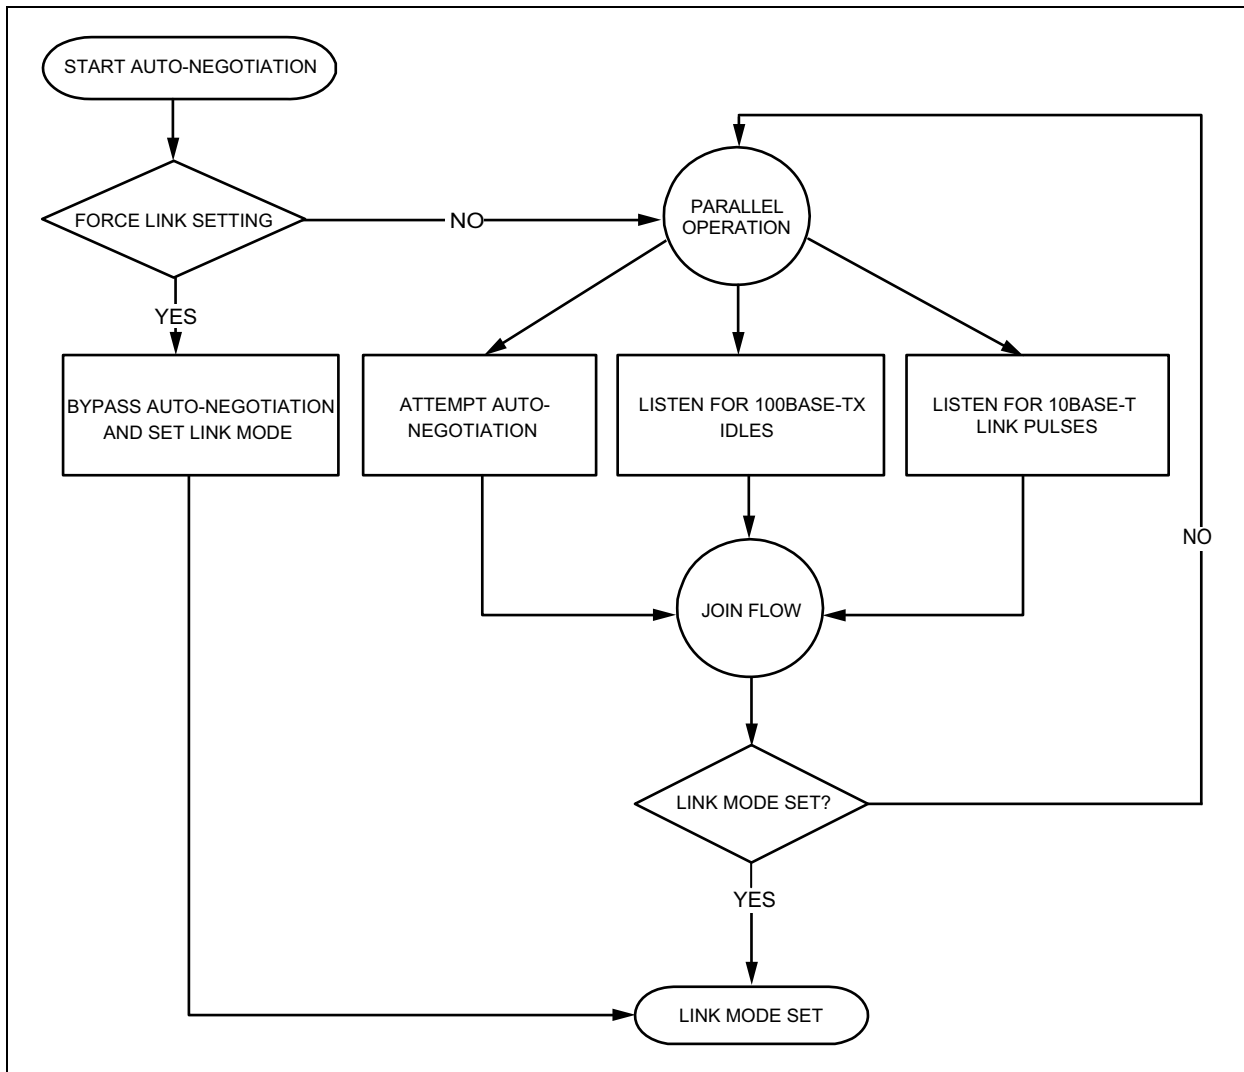 START AUTO-NEGOTIATION
FORCE LINK SETTING
NO
PARALLEL
OPERATION
YES
BYPASS AUTO-NEGOTIATION
AND SET LINK MODE
ATTEMPT AUTO-
NEGOTIATION
LISTEN FOR 100BASE-TX
IDLES
LISTEN FOR 10BASE-T
LINK PULSES
NO
JOIN FLOW
LINK MODE SET?
YES
LINK MODE SET